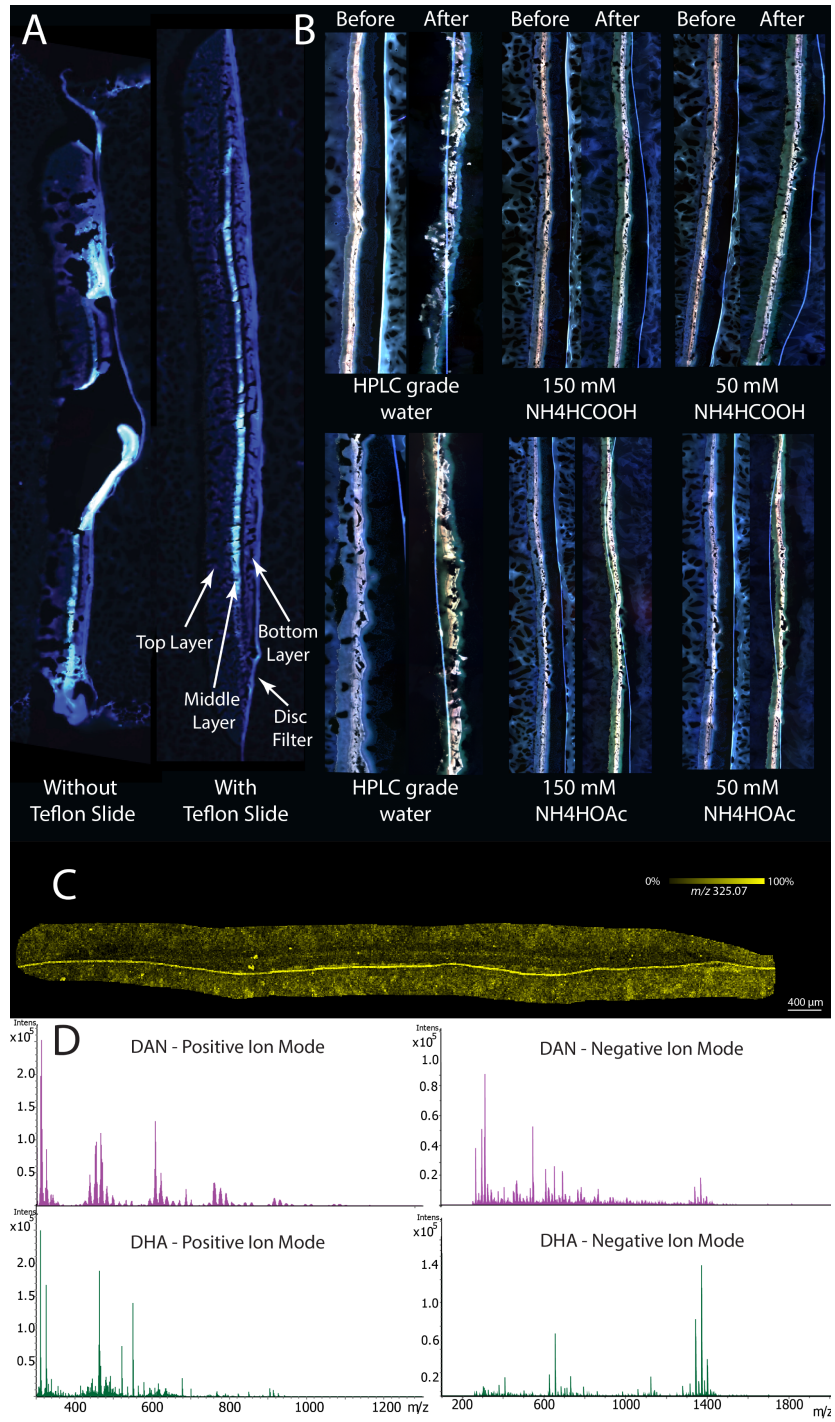 A
B
Before After
Before After
Before After
HPLC grade
water
150 mM
NH4HCOOH
50 mM
NH4HCOOH
Top Layer
Bottom
Layer
Middle
Layer
Disc
Filter
Without
Teflon Slide
With
Teflon Slide
HPLC grade
water
150 mM
NH4HOAc
50 mM
NH4HOAc
C
0% 100%
m/z 325.07
400 µm
D
Intens.
x10^5
DAN - Positive Ion Mode
2.0
1.5
1.0
0.5
Intens.
x10^5
DAN - Negative Ion Mode
1.0
0.8
0.6
0.4
0.2
Intens.
x10^5
DHA - Positive Ion Mode
2.0
1.5
1.0
0.5
400 600 800 1000 1200 m/z
Intens.
x10^5
DHA - Negative Ion Mode
1.4
1.0
0.6
0.2
200 600 1000 1400 1800 m/z